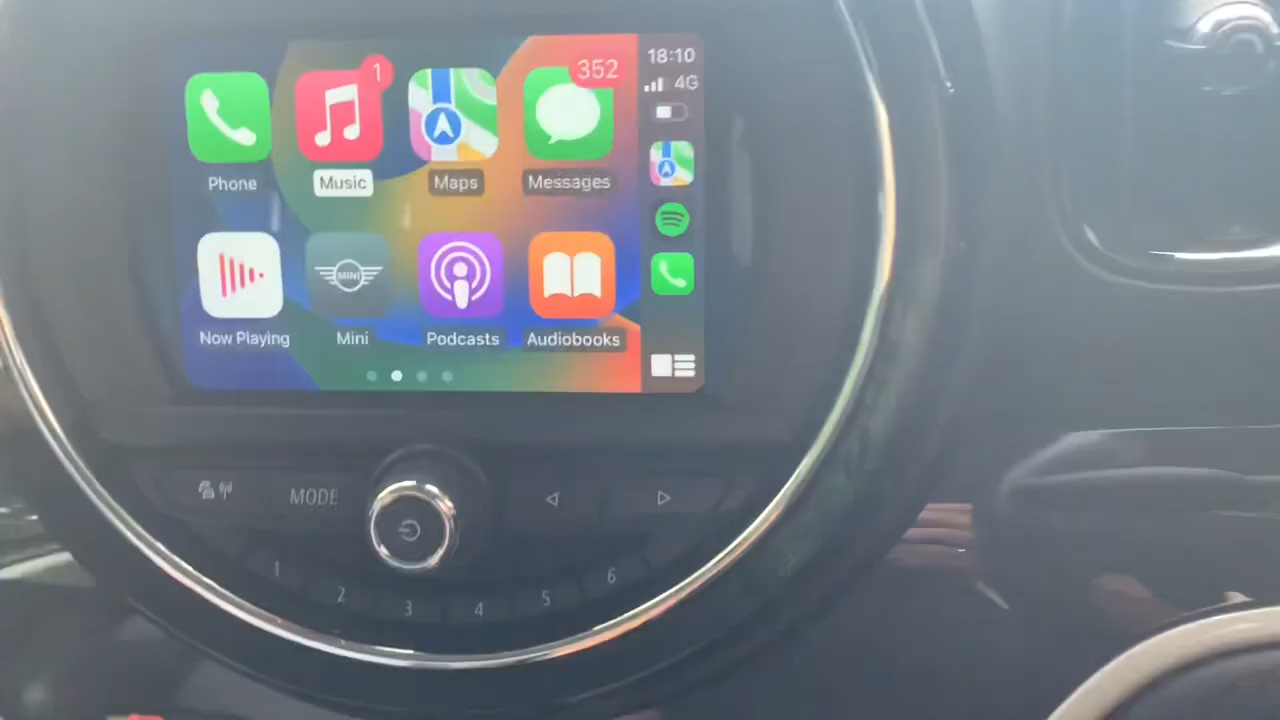 18:10
4G
1
352
Phone
Music
Maps
Messages
MINI
Now Playing
Mini
Podcasts
Audiobooks
MODE
1
2
3
4
5
6